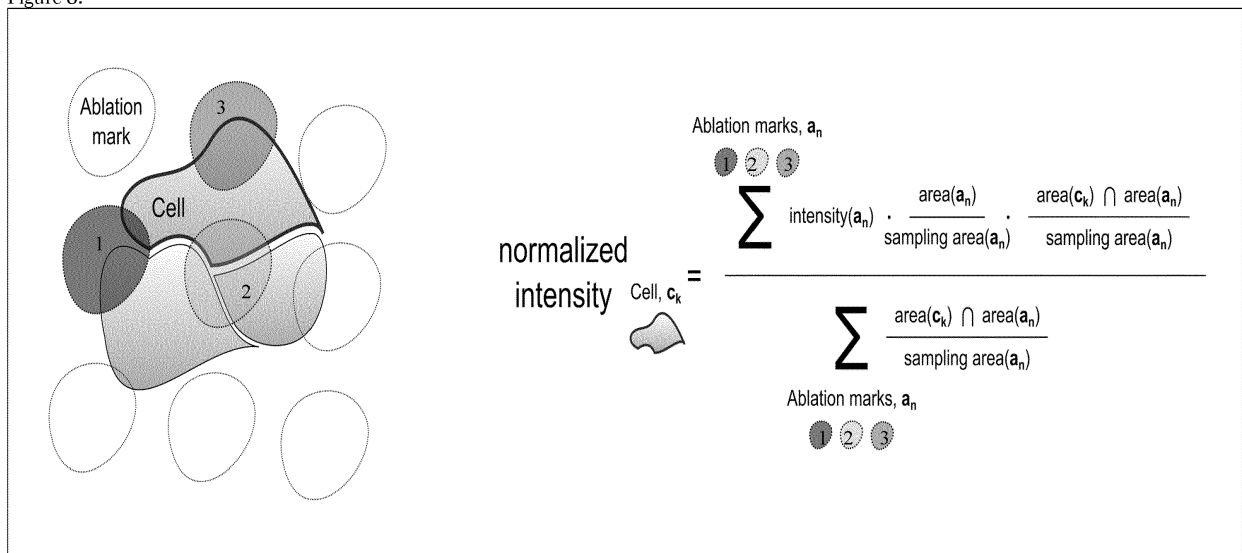 Figure 8:
Ablation
mark
3
Cell
1
2
Ablation marks, aₙ
1 2 3
normalized
intensity
Cell, cₖ
=
∑ intensity(aₙ) · area(aₙ) / sampling area(aₙ) · area(cₖ) ⋂ area(aₙ) / sampling area(aₙ)
∑ area(cₖ) ⋂ area(aₙ) / sampling area(aₙ)
Ablation marks, aₙ
1 2 3